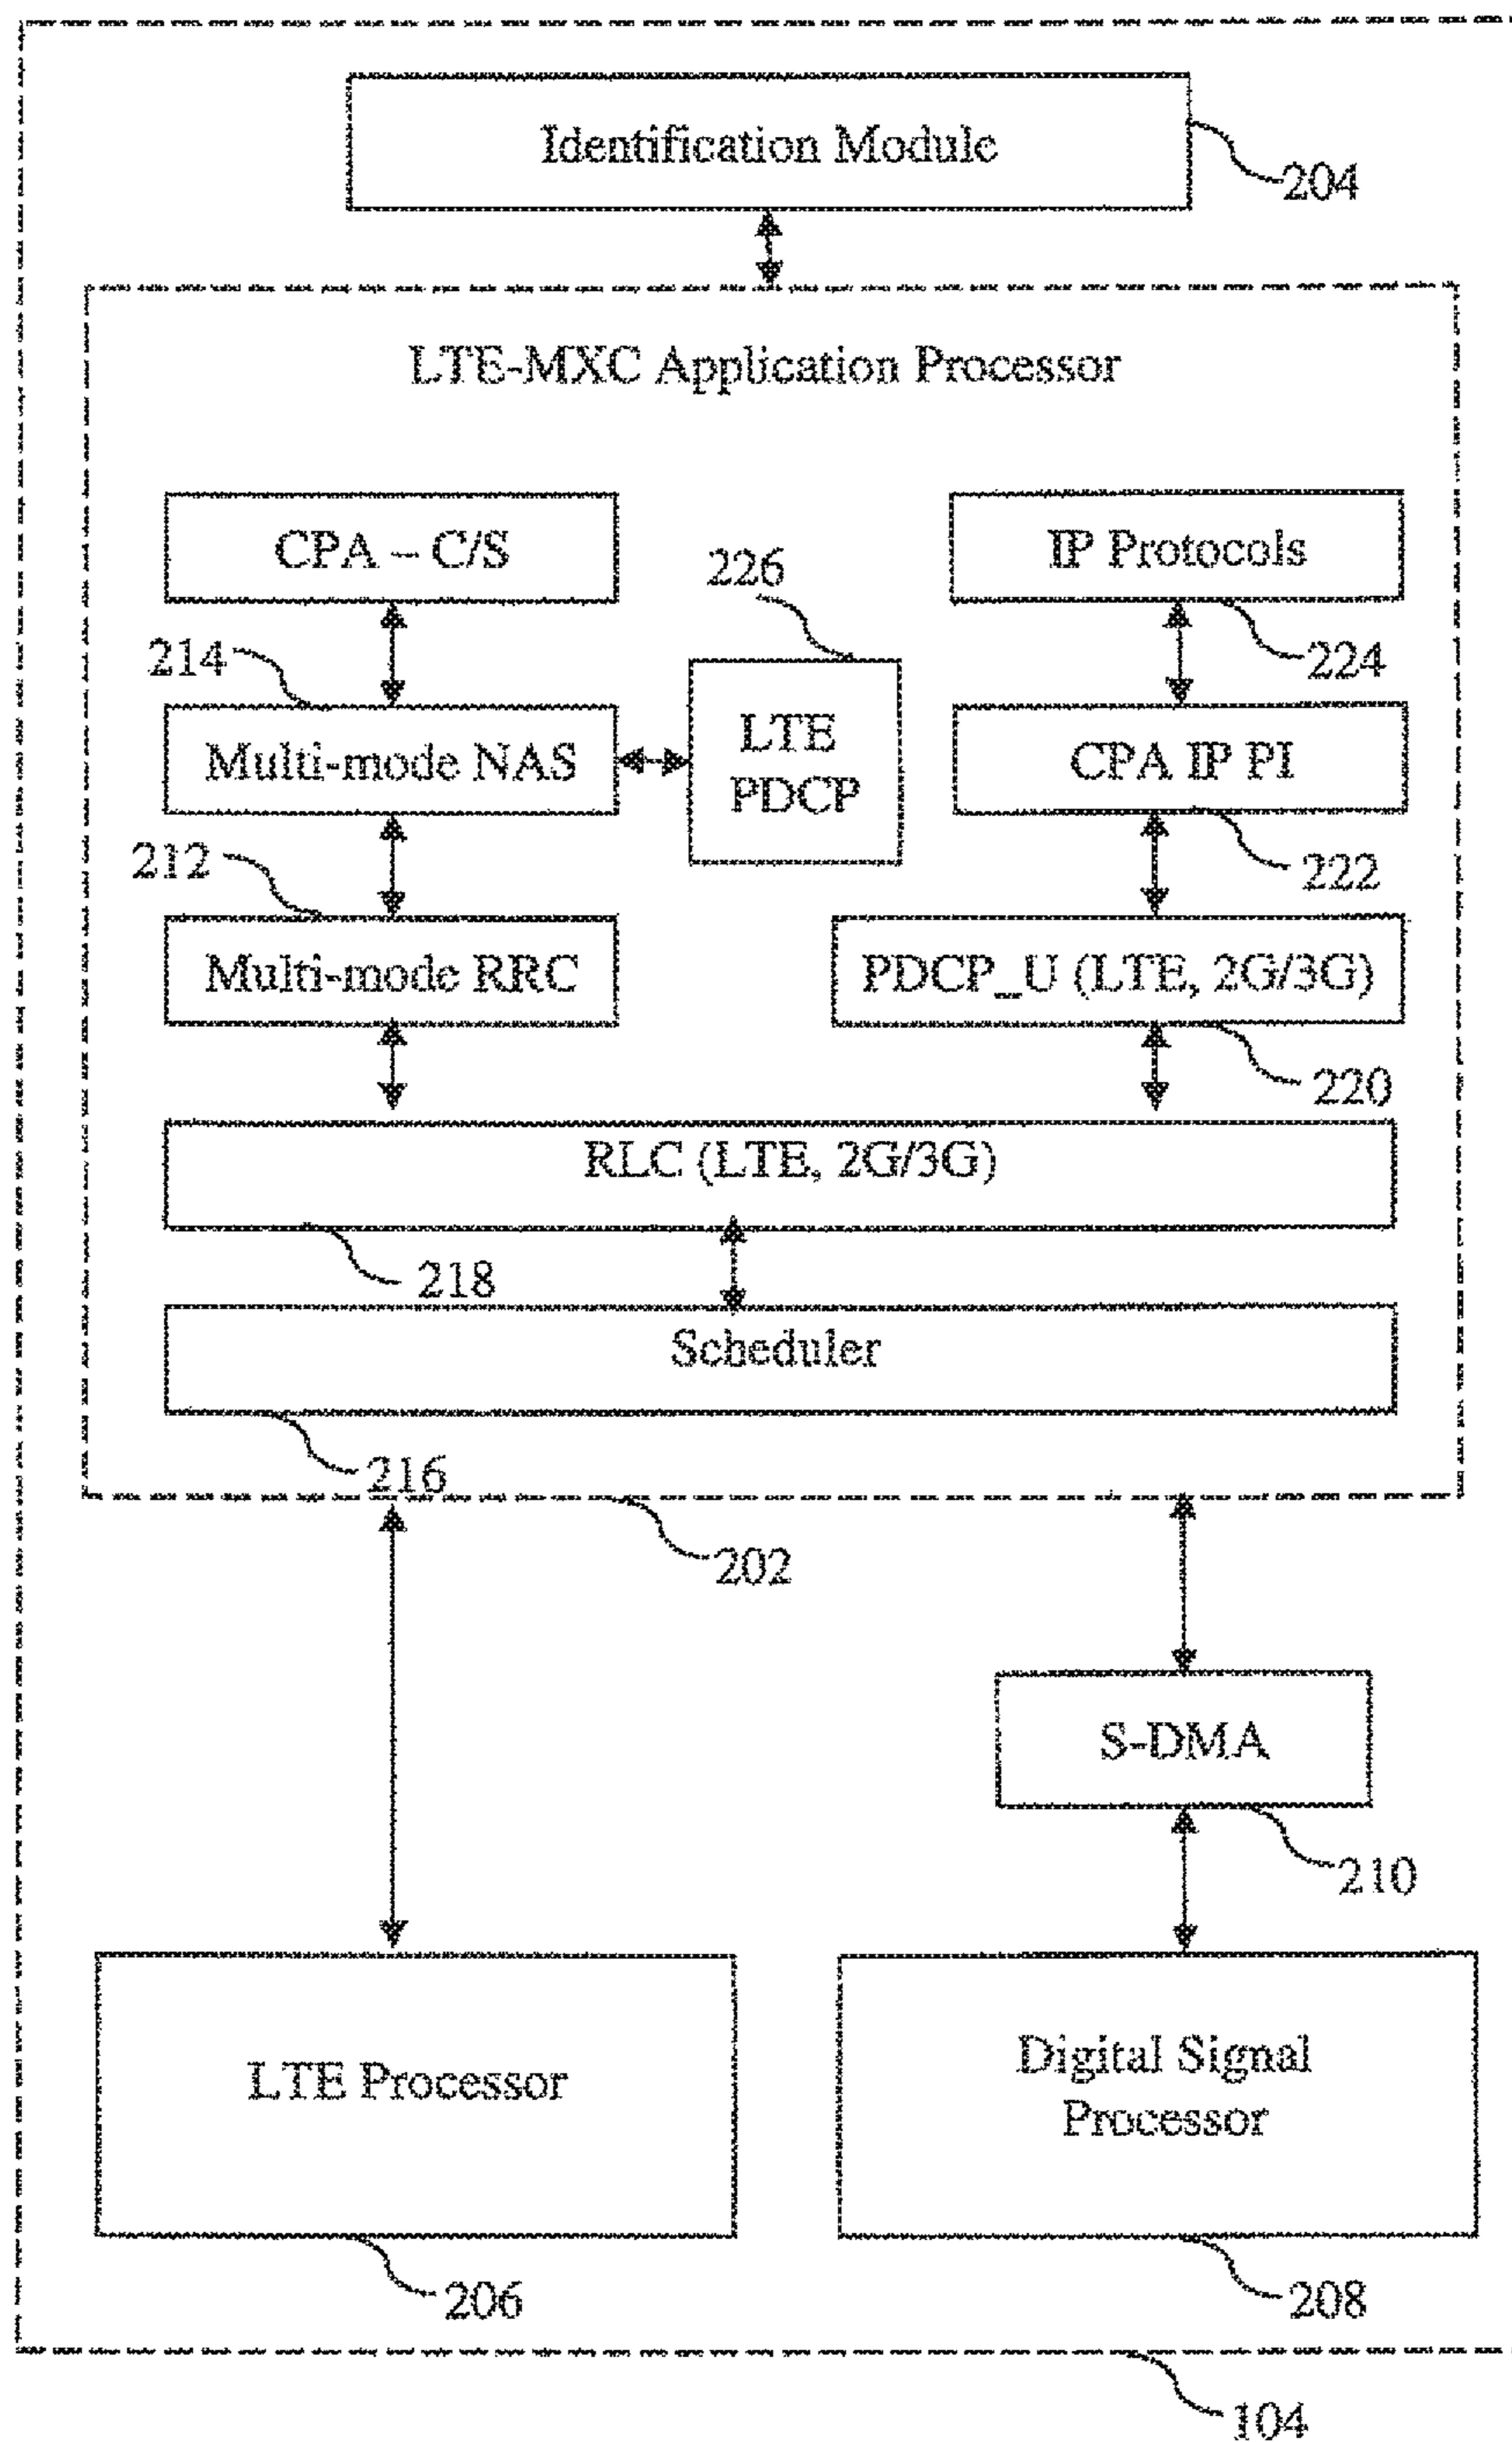 Identification Module
204
LTE-MXC Application Processor
CPA – C/S
IP Protocols
226
214
224
LTE
PDCP
Multi-mode NAS
CPA IP PI
212
222
Multi-mode RRC
PDCP_U (LTE, 2G/3G)
220
RLC (LTE, 2G/3G)
218
Scheduler
216
202
S-DMA
210
LTE Processor
Digital Signal
Processor
206
208
104